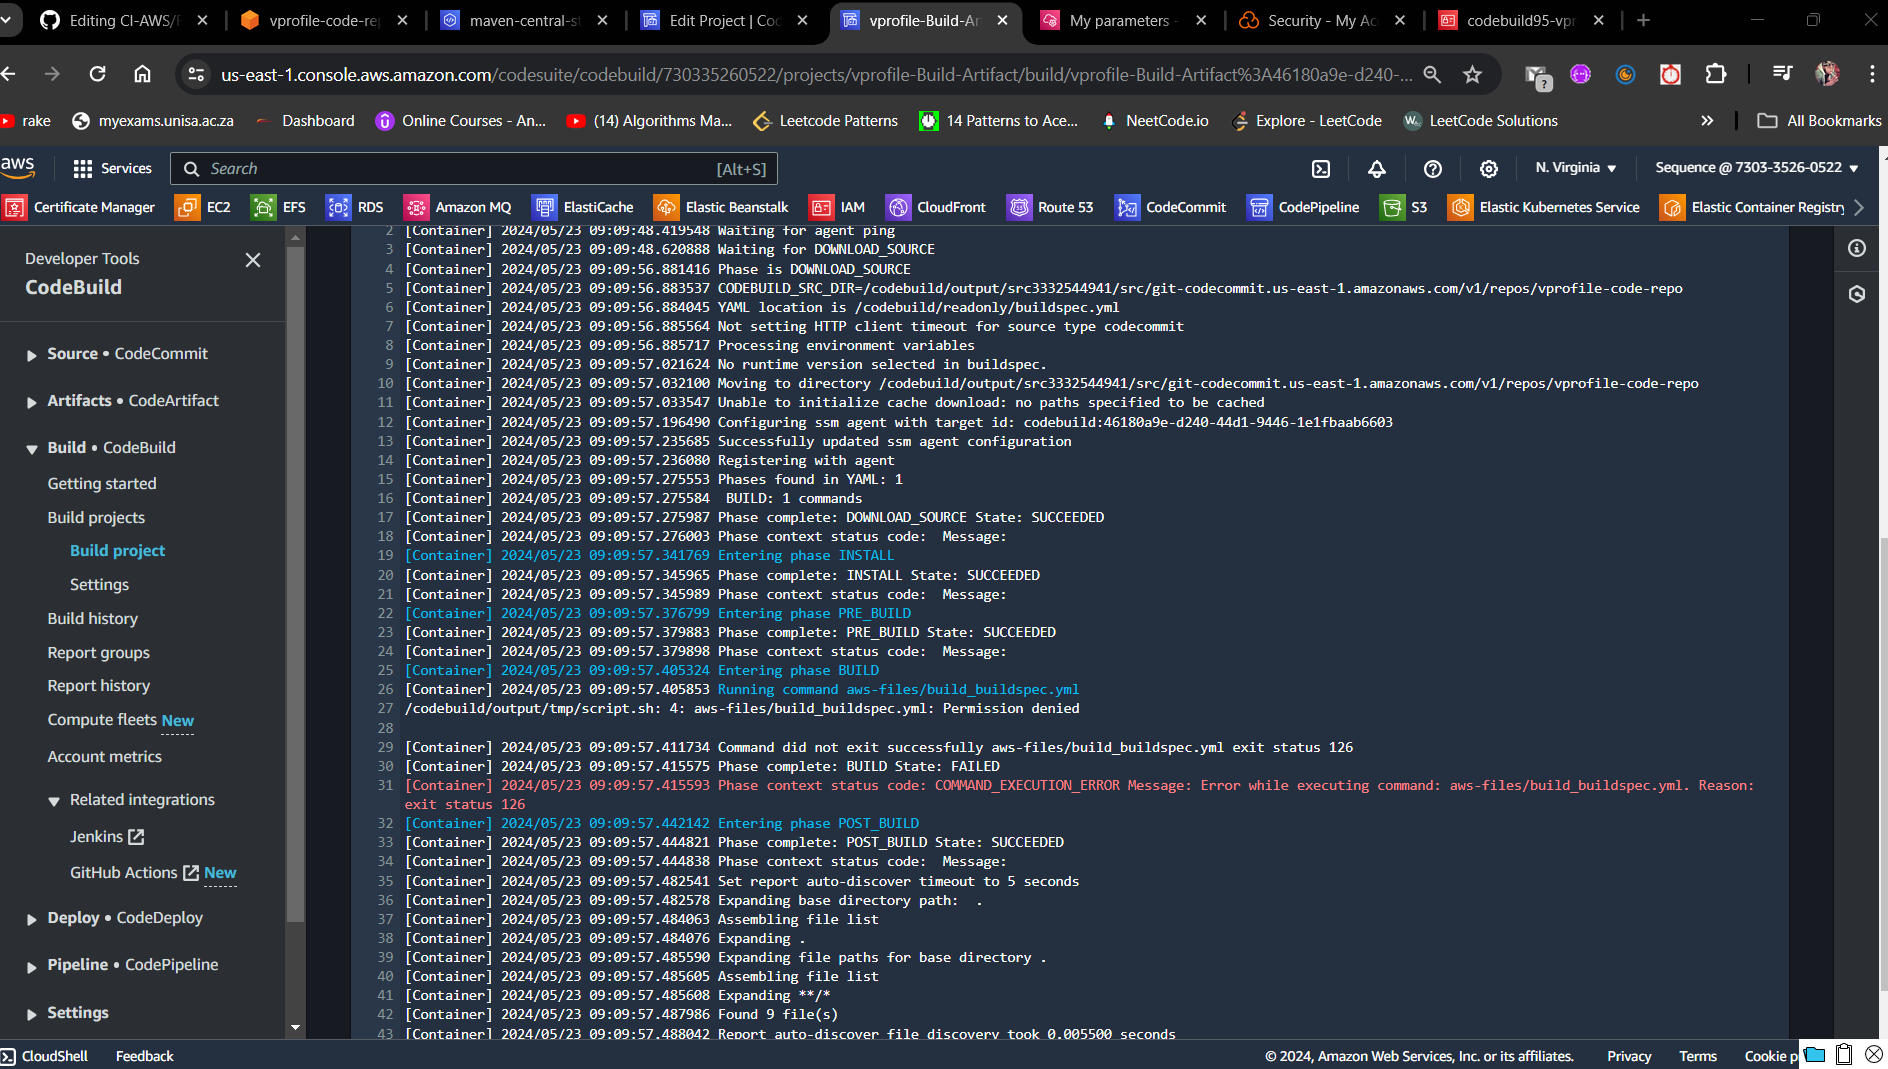 Editing CI-AWS/
vprofile-code-re
maven-central-st
Edit Project | Cod
vprofile-Build-Ar
My parameters -
Security - My Ac
codebuild95-vpr
us-east-1.console.aws.amazon.com/codesuite/codebuild/730335260522/projects/vprofile-Build-Artifact/build/vprofile-Build-Artifact%3A46180a9e-d240-...
?
rake
myexams.unisa.ac.za
Dashboard
Online Courses - An...
(14) Algorithms Ma...
Leetcode Patterns
14 Patterns to Ace...
NeetCode.io
Explore - LeetCode
LeetCode Solutions
All Bookmarks
aws
Services
Search
[Alt+S]
N. Virginia
Sequence @ 7303-3526-0522
Certificate Manager
EC2
EFS
RDS
Amazon MQ
ElastiCache
Elastic Beanstalk
IAM
CloudFront
Route 53
CodeCommit
CodePipeline
S3
Elastic Kubernetes Service
Elastic Container Registry
Developer Tools
CodeBuild
Source • CodeCommit
Artifacts • CodeArtifact
Build • CodeBuild
Getting started
Build projects
Build project
Settings
Build history
Report groups
Report history
Compute fleets New
Account metrics
Related integrations
Jenkins
GitHub Actions New
Deploy • CodeDeploy
Pipeline • CodePipeline
Settings
2 [Container] 2024/05/23 09:09:48.419548 Waiting for agent ping
3 [Container] 2024/05/23 09:09:48.620888 Waiting for DOWNLOAD_SOURCE
4 [Container] 2024/05/23 09:09:56.881416 Phase is DOWNLOAD_SOURCE
5 [Container] 2024/05/23 09:09:56.883537 CODEBUILD_SRC_DIR=/codebuild/output/src3332544941/src/git-codecommit.us-east-1.amazonaws.com/v1/repos/vprofile-code-repo
6 [Container] 2024/05/23 09:09:56.884045 YAML location is /codebuild/readonly/buildspec.yml
7 [Container] 2024/05/23 09:09:56.885564 Not setting HTTP client timeout for source type codecommit
8 [Container] 2024/05/23 09:09:56.885717 Processing environment variables
9 [Container] 2024/05/23 09:09:57.021624 No runtime version selected in buildspec.
10 [Container] 2024/05/23 09:09:57.032100 Moving to directory /codebuild/output/src3332544941/src/git-codecommit.us-east-1.amazonaws.com/v1/repos/vprofile-code-repo
11 [Container] 2024/05/23 09:09:57.033547 Unable to initialize cache download: no paths specified to be cached
12 [Container] 2024/05/23 09:09:57.196490 Configuring ssm agent with target id: codebuild:46180a9e-d240-44d1-9446-1e1fbaab6603
13 [Container] 2024/05/23 09:09:57.235685 Successfully updated ssm agent configuration
14 [Container] 2024/05/23 09:09:57.236080 Registering with agent
15 [Container] 2024/05/23 09:09:57.275553 Phases found in YAML: 1
16 [Container] 2024/05/23 09:09:57.275584  BUILD: 1 commands
17 [Container] 2024/05/23 09:09:57.275987 Phase complete: DOWNLOAD_SOURCE State: SUCCEEDED
18 [Container] 2024/05/23 09:09:57.276003 Phase context status code:  Message:
19 [Container] 2024/05/23 09:09:57.341769 Entering phase INSTALL
20 [Container] 2024/05/23 09:09:57.345965 Phase complete: INSTALL State: SUCCEEDED
21 [Container] 2024/05/23 09:09:57.345989 Phase context status code:  Message:
22 [Container] 2024/05/23 09:09:57.376799 Entering phase PRE_BUILD
23 [Container] 2024/05/23 09:09:57.379883 Phase complete: PRE_BUILD State: SUCCEEDED
24 [Container] 2024/05/23 09:09:57.379898 Phase context status code:  Message:
25 [Container] 2024/05/23 09:09:57.405324 Entering phase BUILD
26 [Container] 2024/05/23 09:09:57.405853 Running command aws-files/build_buildspec.yml
27 /codebuild/output/tmp/script.sh: 4: aws-files/build_buildspec.yml: Permission denied
28
29 [Container] 2024/05/23 09:09:57.411734 Command did not exit successfully aws-files/build_buildspec.yml exit status 126
30 [Container] 2024/05/23 09:09:57.415575 Phase complete: BUILD State: FAILED
31 [Container] 2024/05/23 09:09:57.415593 Phase context status code: COMMAND_EXECUTION_ERROR Message: Error while executing command: aws-files/build_buildspec.yml. Reason:
exit status 126
32 [Container] 2024/05/23 09:09:57.442142 Entering phase POST_BUILD
33 [Container] 2024/05/23 09:09:57.444821 Phase complete: POST_BUILD State: SUCCEEDED
34 [Container] 2024/05/23 09:09:57.444838 Phase context status code:  Message:
35 [Container] 2024/05/23 09:09:57.482541 Set report auto-discover timeout to 5 seconds
36 [Container] 2024/05/23 09:09:57.482578 Expanding base directory path:  .
37 [Container] 2024/05/23 09:09:57.484063 Assembling file list
38 [Container] 2024/05/23 09:09:57.484076 Expanding .
39 [Container] 2024/05/23 09:09:57.485590 Expanding file paths for base directory .
40 [Container] 2024/05/23 09:09:57.485605 Assembling file list
41 [Container] 2024/05/23 09:09:57.485608 Expanding **/*
42 [Container] 2024/05/23 09:09:57.487986 Found 9 file(s)
43 [Container] 2024/05/23 09:09:57.488042 Report auto-discover file discovery took 0.005500 seconds
CloudShell
Feedback
© 2024, Amazon Web Services, Inc. or its affiliates.
Privacy
Terms
Cookie p